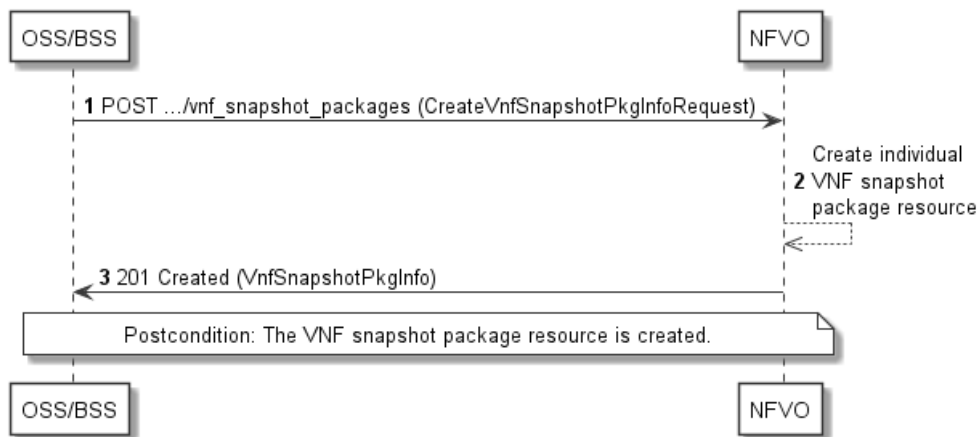 OSS/BSS
NFVO
1 POST .../vnf_snapshot_packages (CreateVnfSnapshotPkgInfoRequest)
Create individual
2 VNF snapshot
package resource
3 201 Created (VnfSnapshotPkgInfo)
Postcondition: The VNF snapshot package resource is created.
OSS/BSS
NFVO